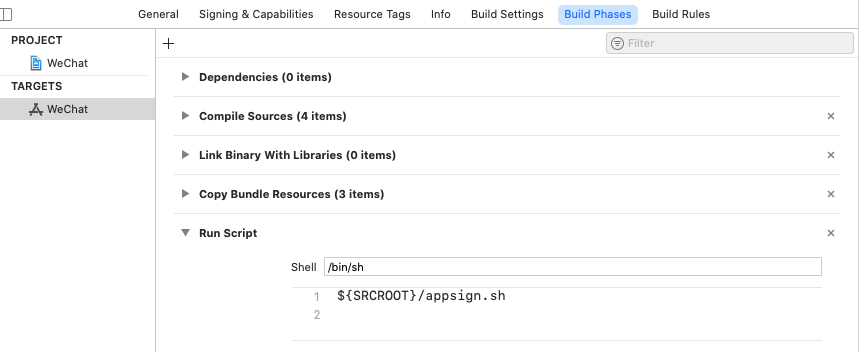 General Signing & Capabilities Resource Tags Info Build Settings Build Phases Build Rules
PROJECT
WeChat
TARGETS
WeChat
Filter
Dependencies (0 items)
Compile Sources (4 items)
Link Binary With Libraries (0 items)
Copy Bundle Resources (3 items)
Run Script
Shell /bin/sh
1 ${SRCROOT}/appsign.sh
2